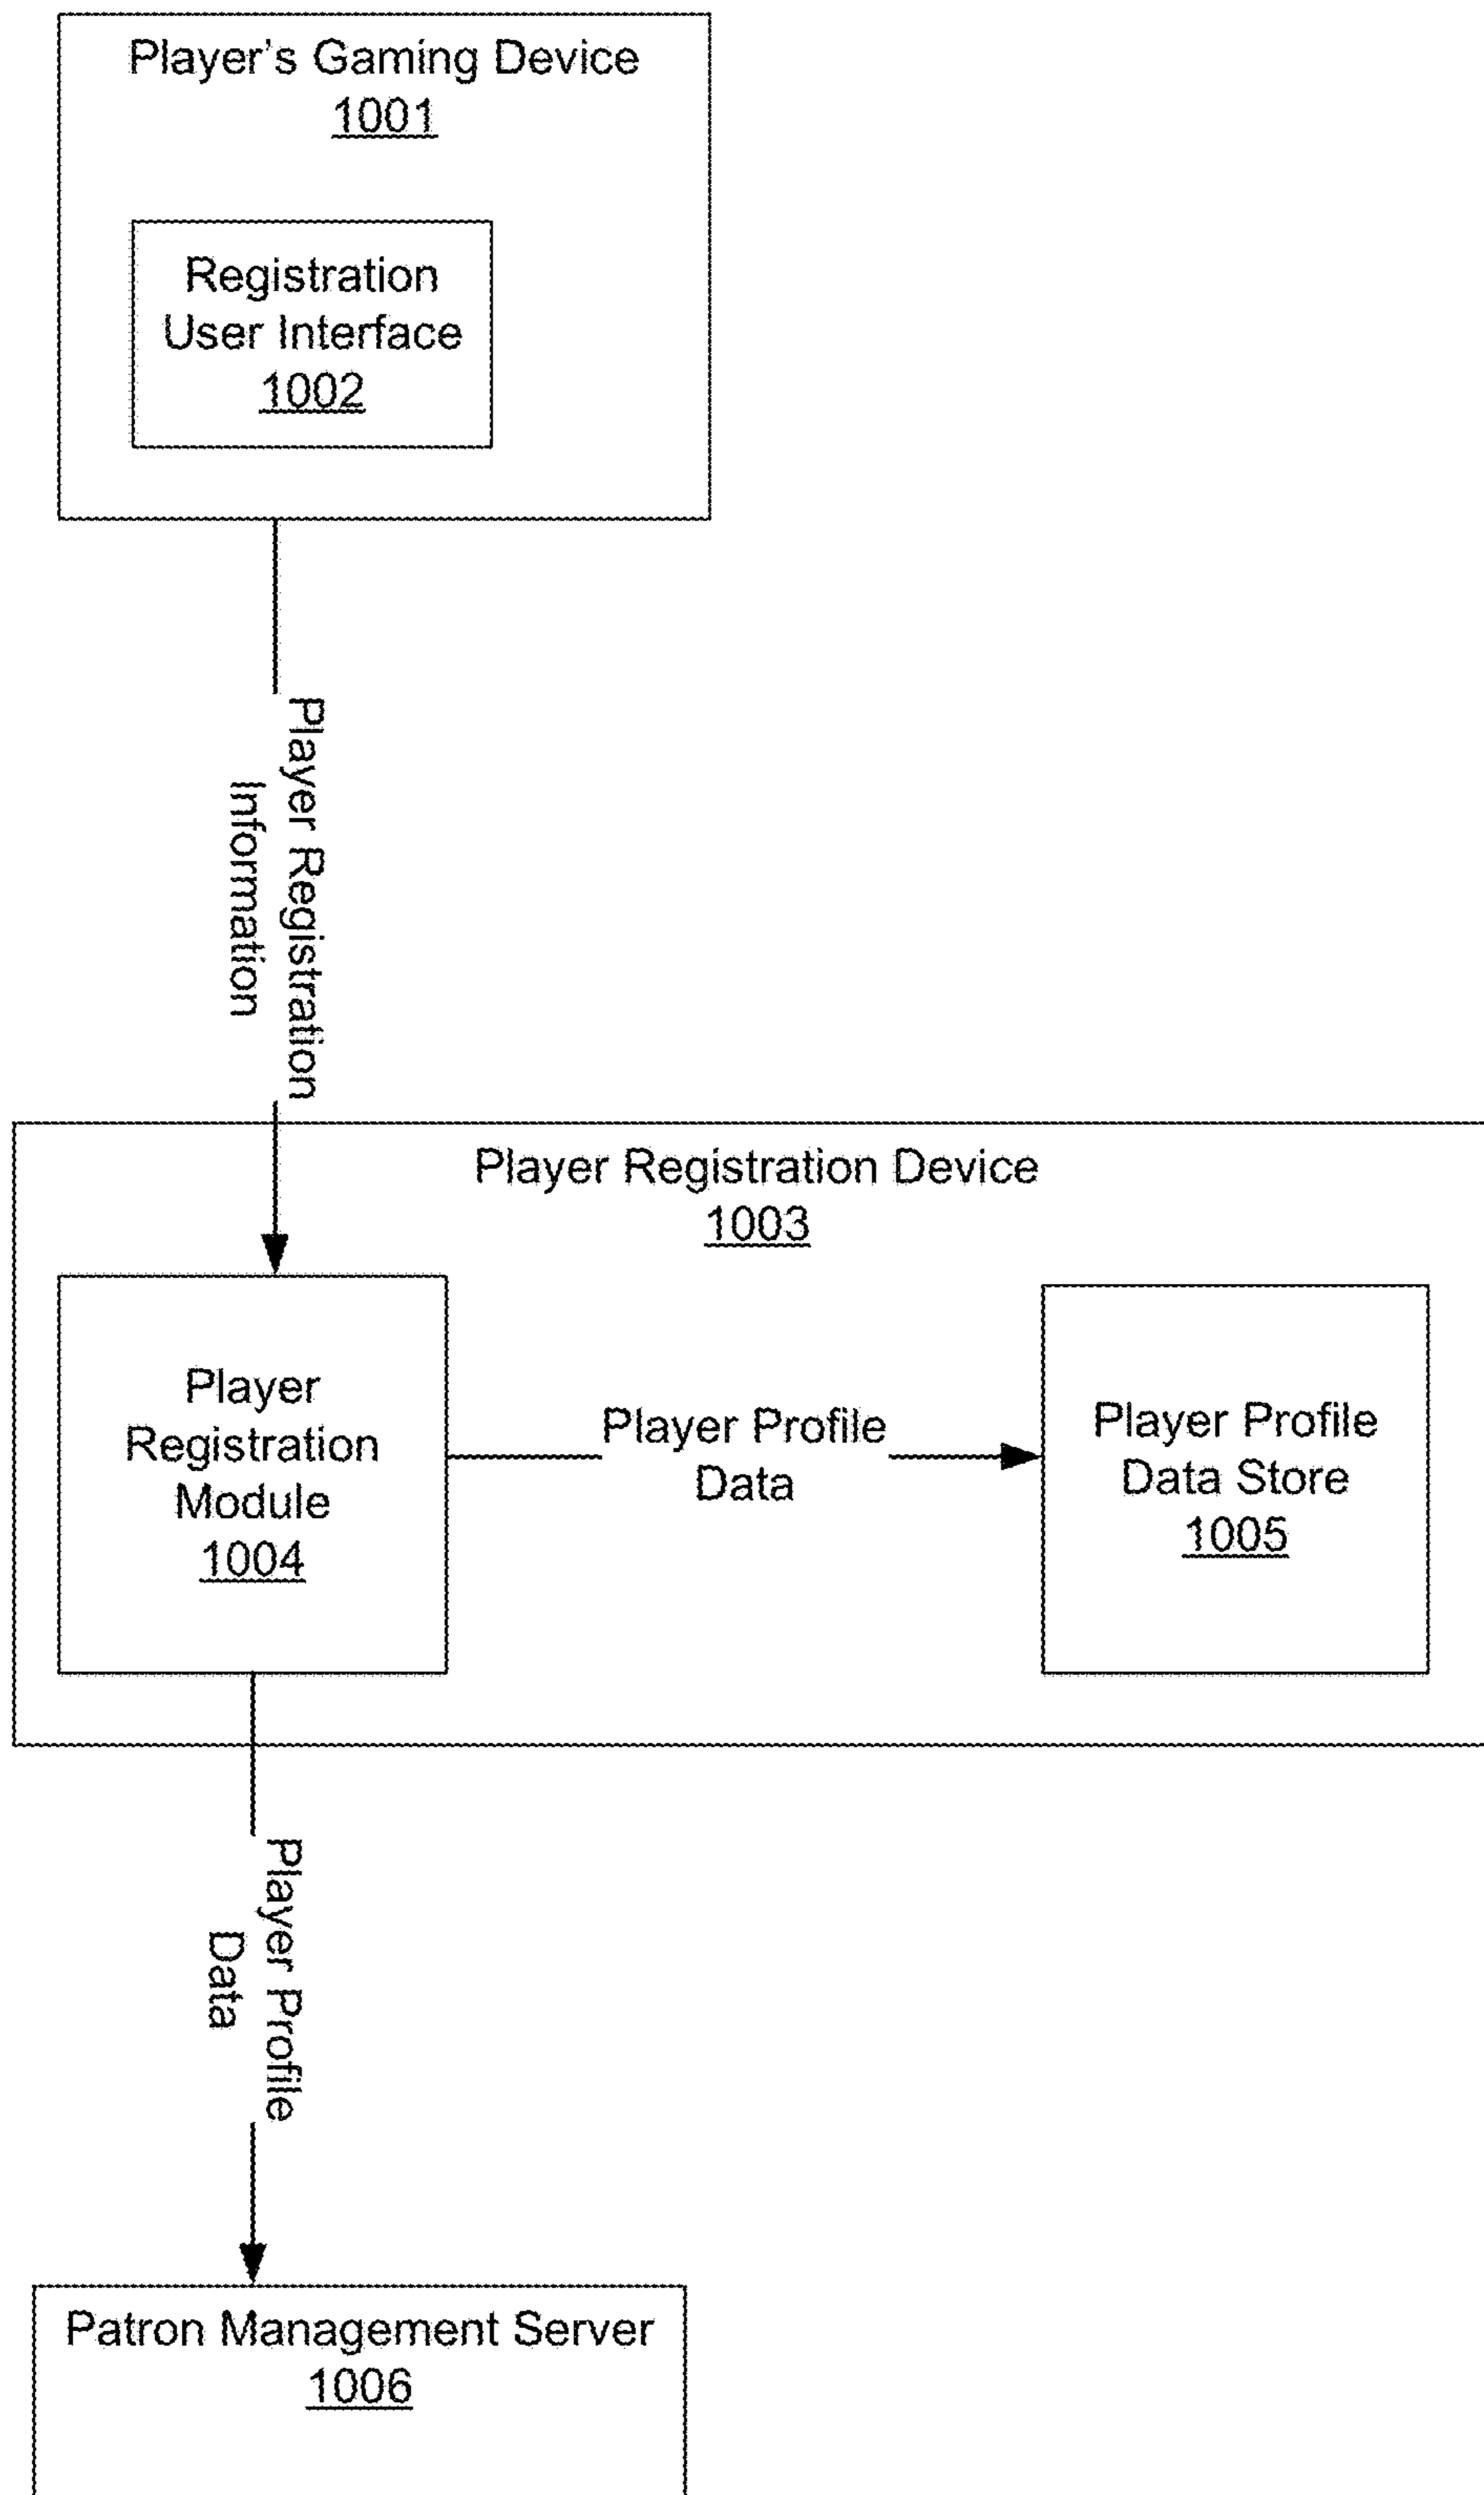 Player's Gaming Device
1001
Registration
User Interface
1002
Player Registration
Information
Player Registration Device
1003
Player
Registration
Module
1004
Player Profile
Data
Player Profile
Data Store
1005
Player Profile
Data
Patron Management Server
1006